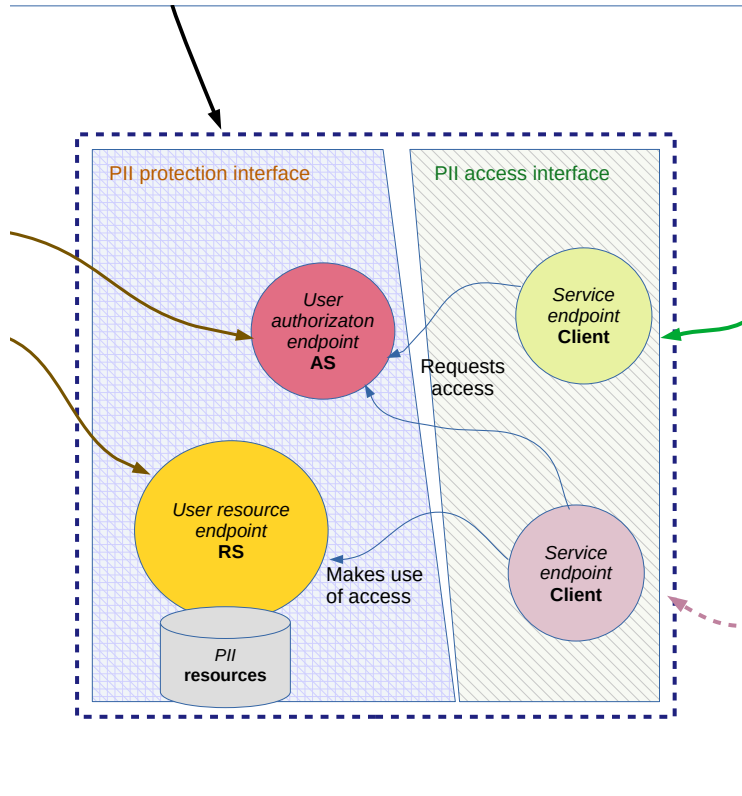 PII protection interface
PII access interface
User
authorizaton
endpoint
AS
Service
endpoint
Client
Requests
access
User resource
endpoint
RS
Service
endpoint
Client
Makes use
of access
PII
resources